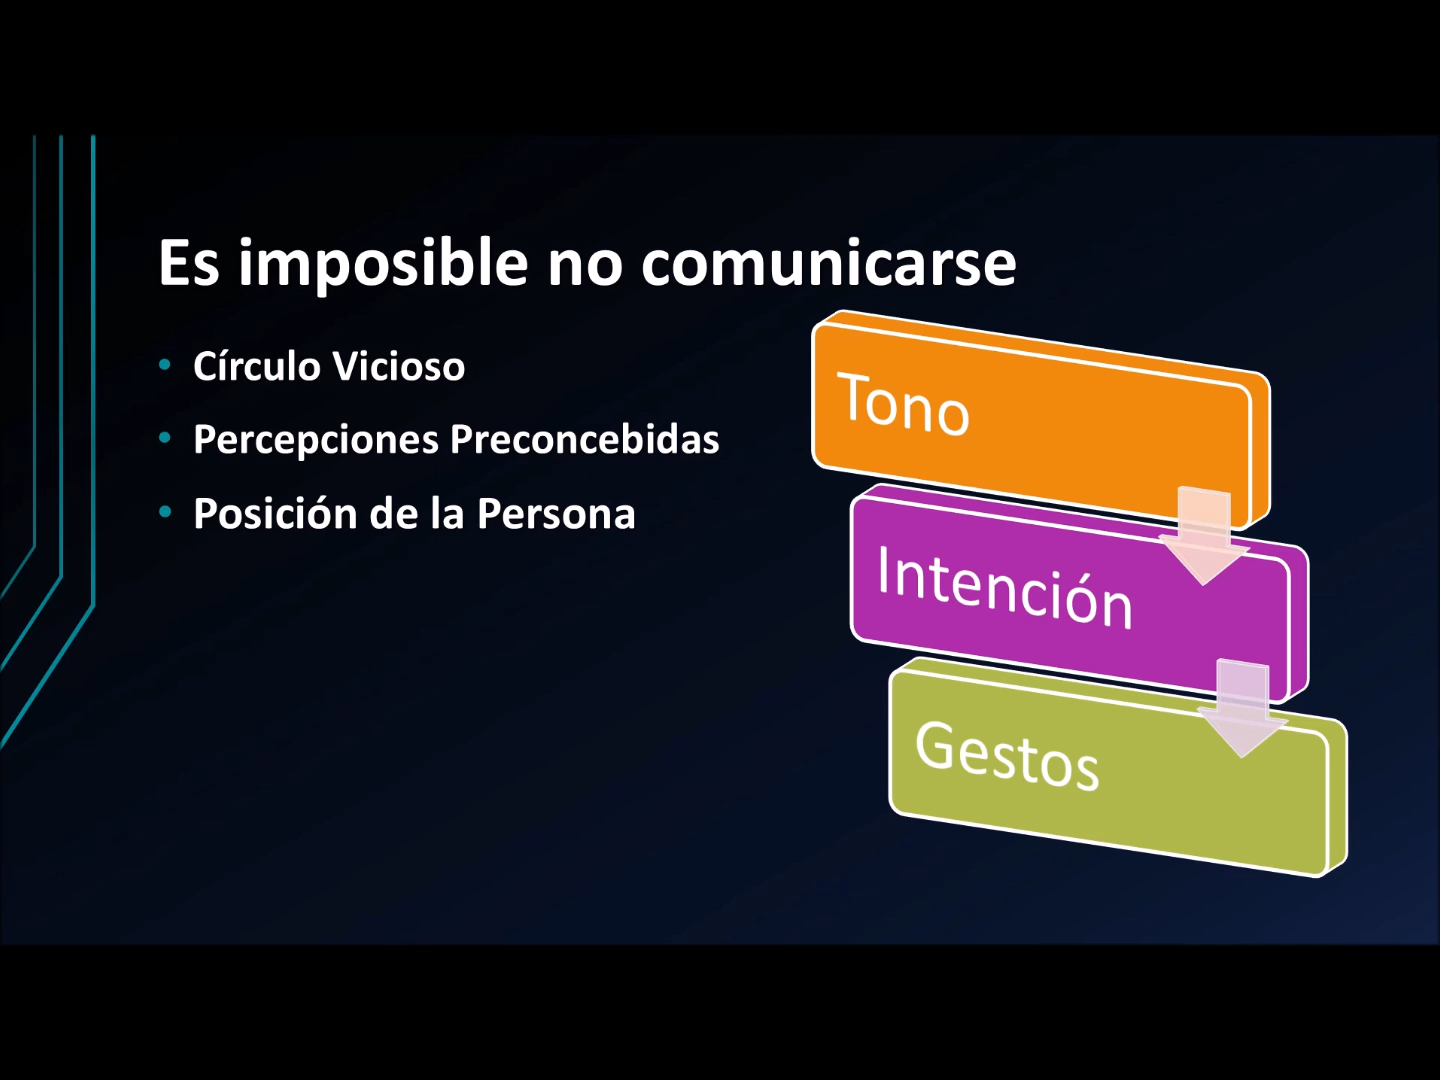 Es imposible no comunicarse
• Círculo Vicioso
• Percepciones Preconcebidas
• Posición de la Persona
Tono
Intención
Gestos